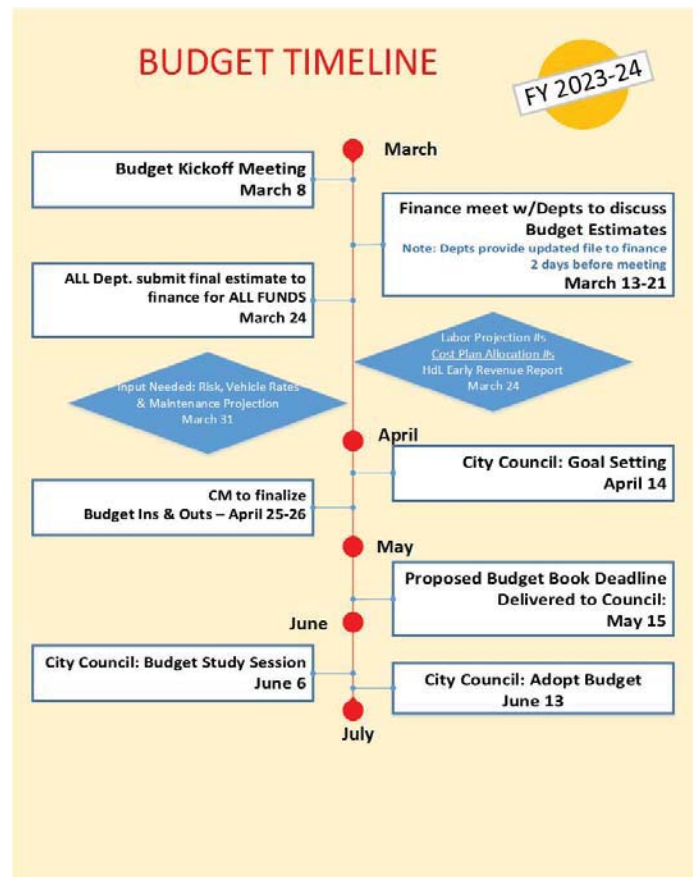 BUDGET TIMELINE
FY 2023-24
March
Budget Kickoff Meeting
March 8
Finance meet w/Depts to discuss
Budget Estimates
Note: Depts provide updated file to finance
2 days before meeting
March 13-21
ALL Dept. submit final estimate to
finance for ALL FUNDS
March 24
Labor Projection #s
Cost Plan Allocation #s
HdL Early Revenue Report
March 24
Input Needed: Risk, Vehicle Rates
& Maintenance Projection
March 31
April
City Council: Goal Setting
April 14
CM to finalize
Budget Ins & Outs – April 25-26
May
Proposed Budget Book Deadline
Delivered to Council:
May 15
June
City Council: Budget Study Session
June 6
City Council: Adopt Budget
June 13
July